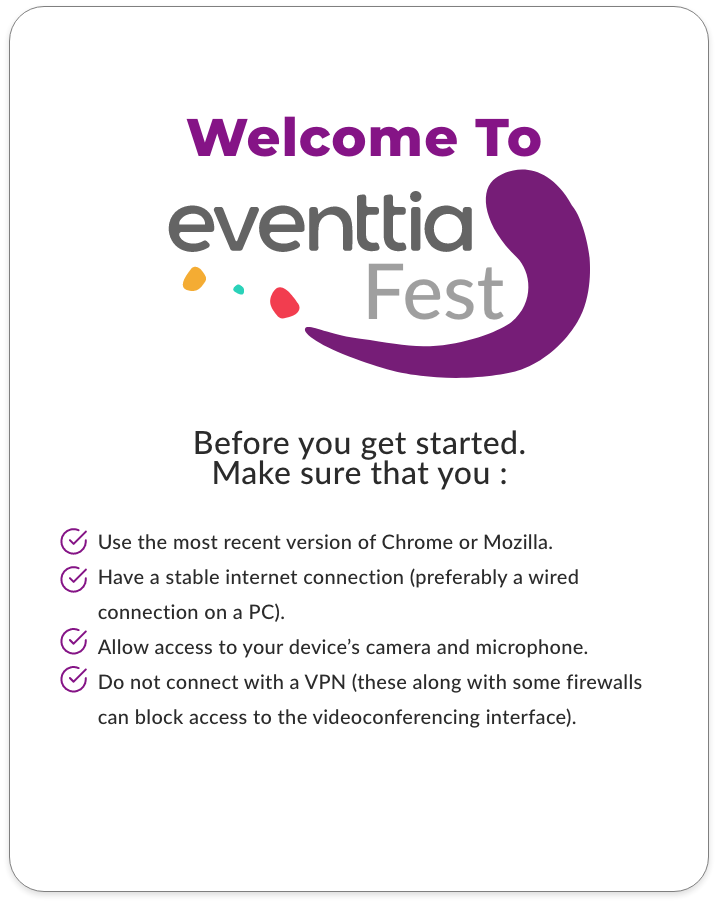 Welcome To
eventtia
Fest
Before you get started.
Make sure that you :
Use the most recent version of Chrome or Mozilla.
Have a stable internet connection (preferably a wired
connection on a PC).
Allow access to your device’s camera and microphone.
Do not connect with a VPN (these along with some firewalls
can block access to the videoconferencing interface).